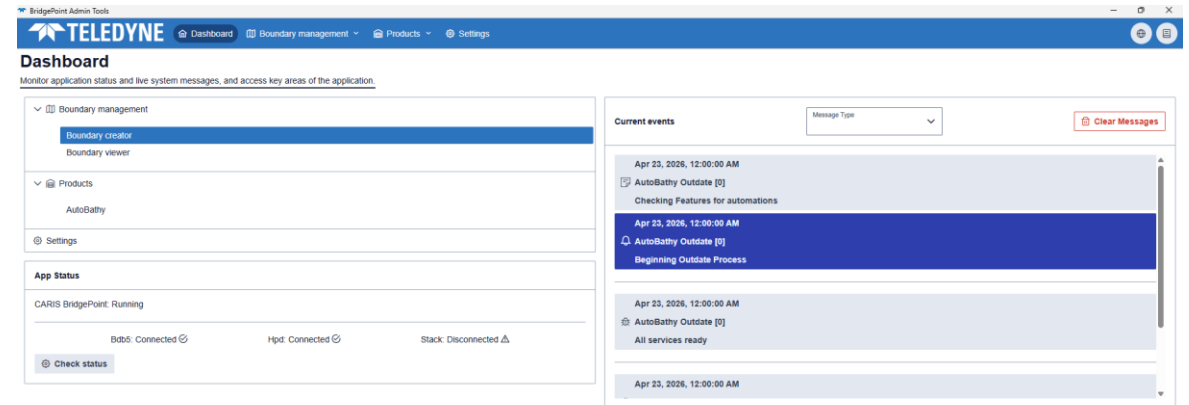 BridgePoint Admin Tools
TELEDYNE
Dashboard
Boundary management
Products
Settings
Dashboard
Monitor application status and live system messages, and access key areas of the application.
Boundary management
Boundary creator
Boundary viewer
Products
AutoBathy
Settings
App Status
CARIS BridgePoint: Running
Bdb5: Connected
Hpd: Connected
Stack: Disconnected
Check status
Current events
Message Type
Clear Messages
Apr 23, 2026, 12:00:00 AM
AutoBathy Outdate [0]
Checking Features for automations
Apr 23, 2026, 12:00:00 AM
AutoBathy Outdate [0]
Beginning Outdate Process
Apr 23, 2026, 12:00:00 AM
AutoBathy Outdate [0]
All services ready
Apr 23, 2026, 12:00:00 AM